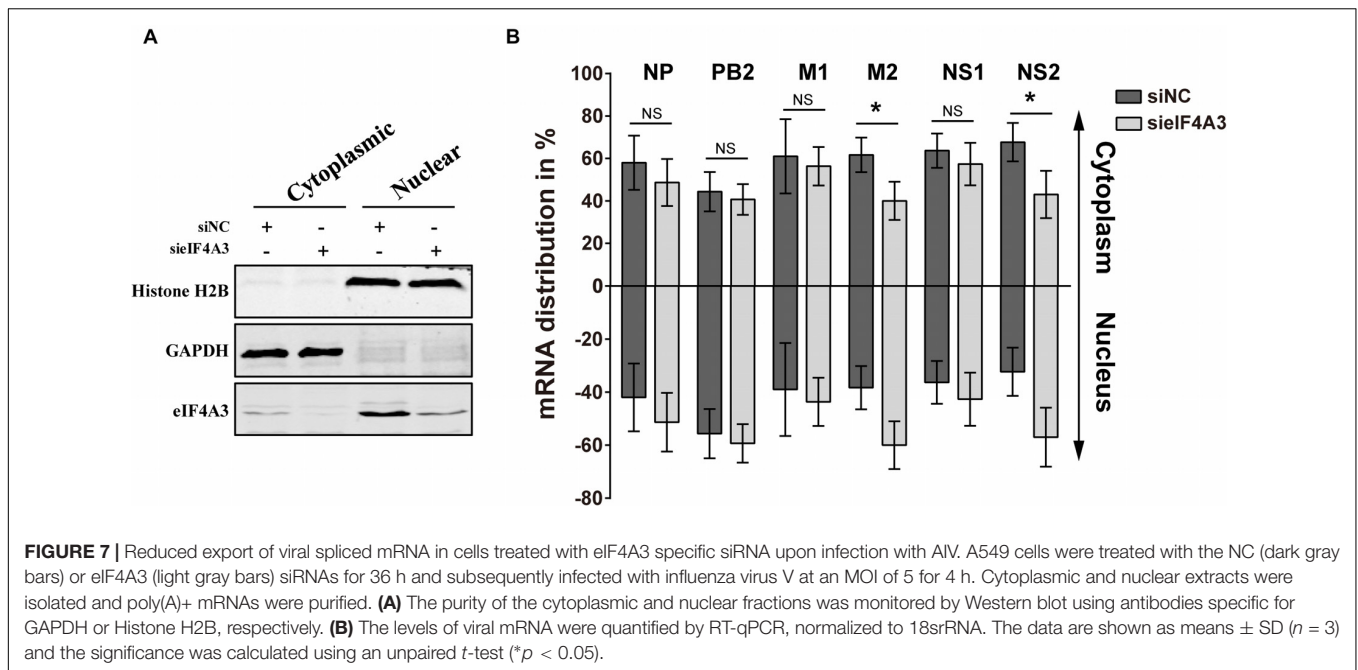 A
Cytoplasmic Nuclear
siNC + - + -
sieIF4A3 - + - +
Histone H2B
GAPDH
eIF4A3
B
NP PB2 M1 M2 NS1 NS2
NS NS NS * NS *
siNC
sieIF4A3
mRNA distribution in %
100
80
60
40
20
0
-20
-40
-60
-80
Cytoplasm
Nucleus
FIGURE 7 | Reduced export of viral spliced mRNA in cells treated with eIF4A3 specific siRNA upon infection with AIV. A549 cells were treated with the NC (dark gray
bars) or eIF4A3 (light gray bars) siRNAs for 36 h and subsequently infected with influenza virus V at an MOI of 5 for 4 h. Cytoplasmic and nuclear extracts were
isolated and poly(A)+ mRNAs were purified. (A) The purity of the cytoplasmic and nuclear fractions was monitored by Western blot using antibodies specific for
GAPDH or Histone H2B, respectively. (B) The levels of viral mRNA were quantified by RT-qPCR, normalized to 18srRNA. The data are shown as means ± SD (n = 3)
and the significance was calculated using an unpaired t-test (*p < 0.05).